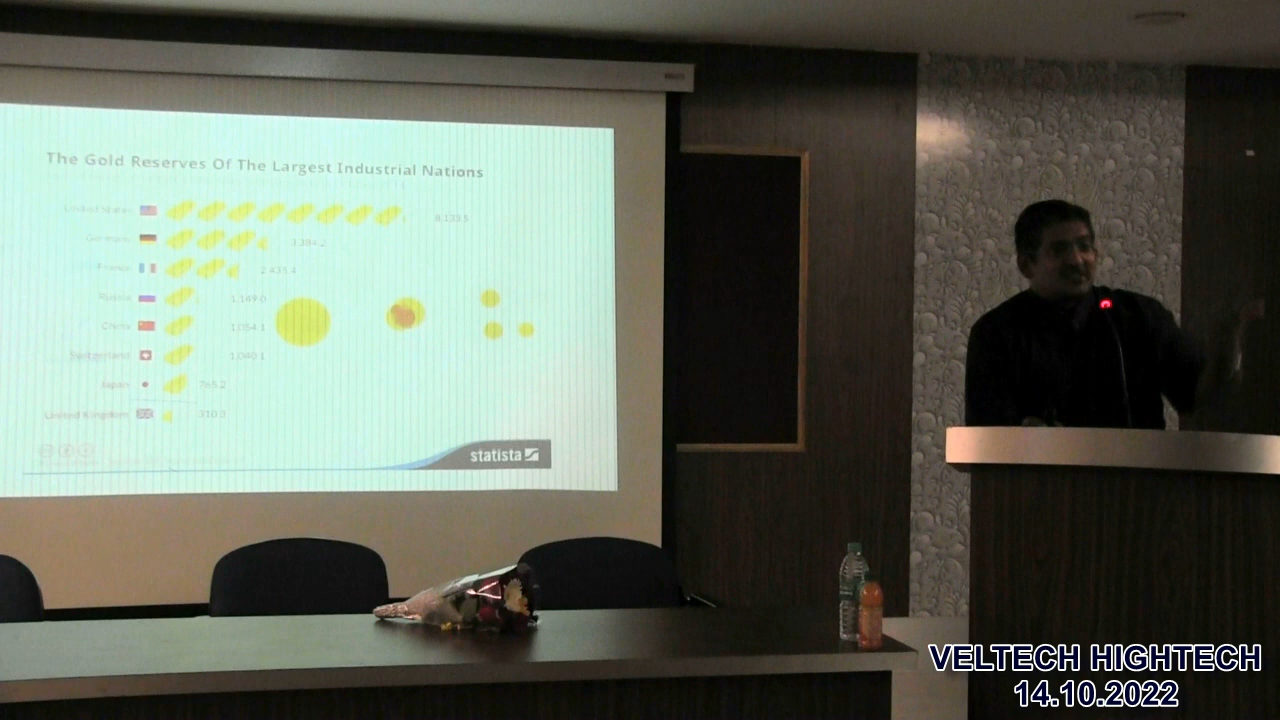 The Gold Reserves Of The Largest Industrial Nations
United States 8,133.5
Germany 3,384.2
France 2 435.4
Russia 1,149.0
China 1,054.1
Switzerland 1,040.1
Japan 765.2
United Kingdom 310.3
statista
VELTECH HIGHTECH
14.10.2022